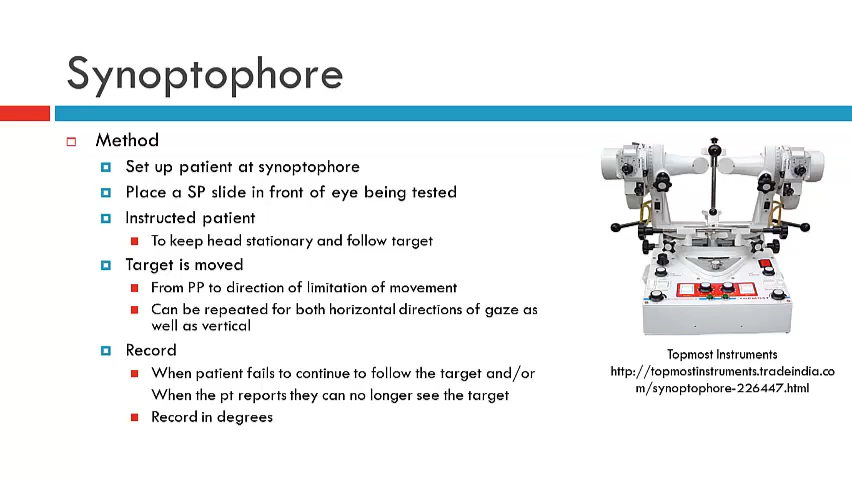 Synoptophore
Method
Set up patient at synoptophore
Place a SP slide in front of eye being tested
Instructed patient
To keep head stationary and follow target
Target is moved
From PP to direction of limitation of movement
Can be repeated for both horizontal directions of gaze as
well as vertical
Record
When patient fails to continue to follow the target and/or
When the pt reports they can no longer see the target
Record in degrees
Topmost Instruments
http://topmostinstruments.tradeindia.co
m/synoptophore-226447.html